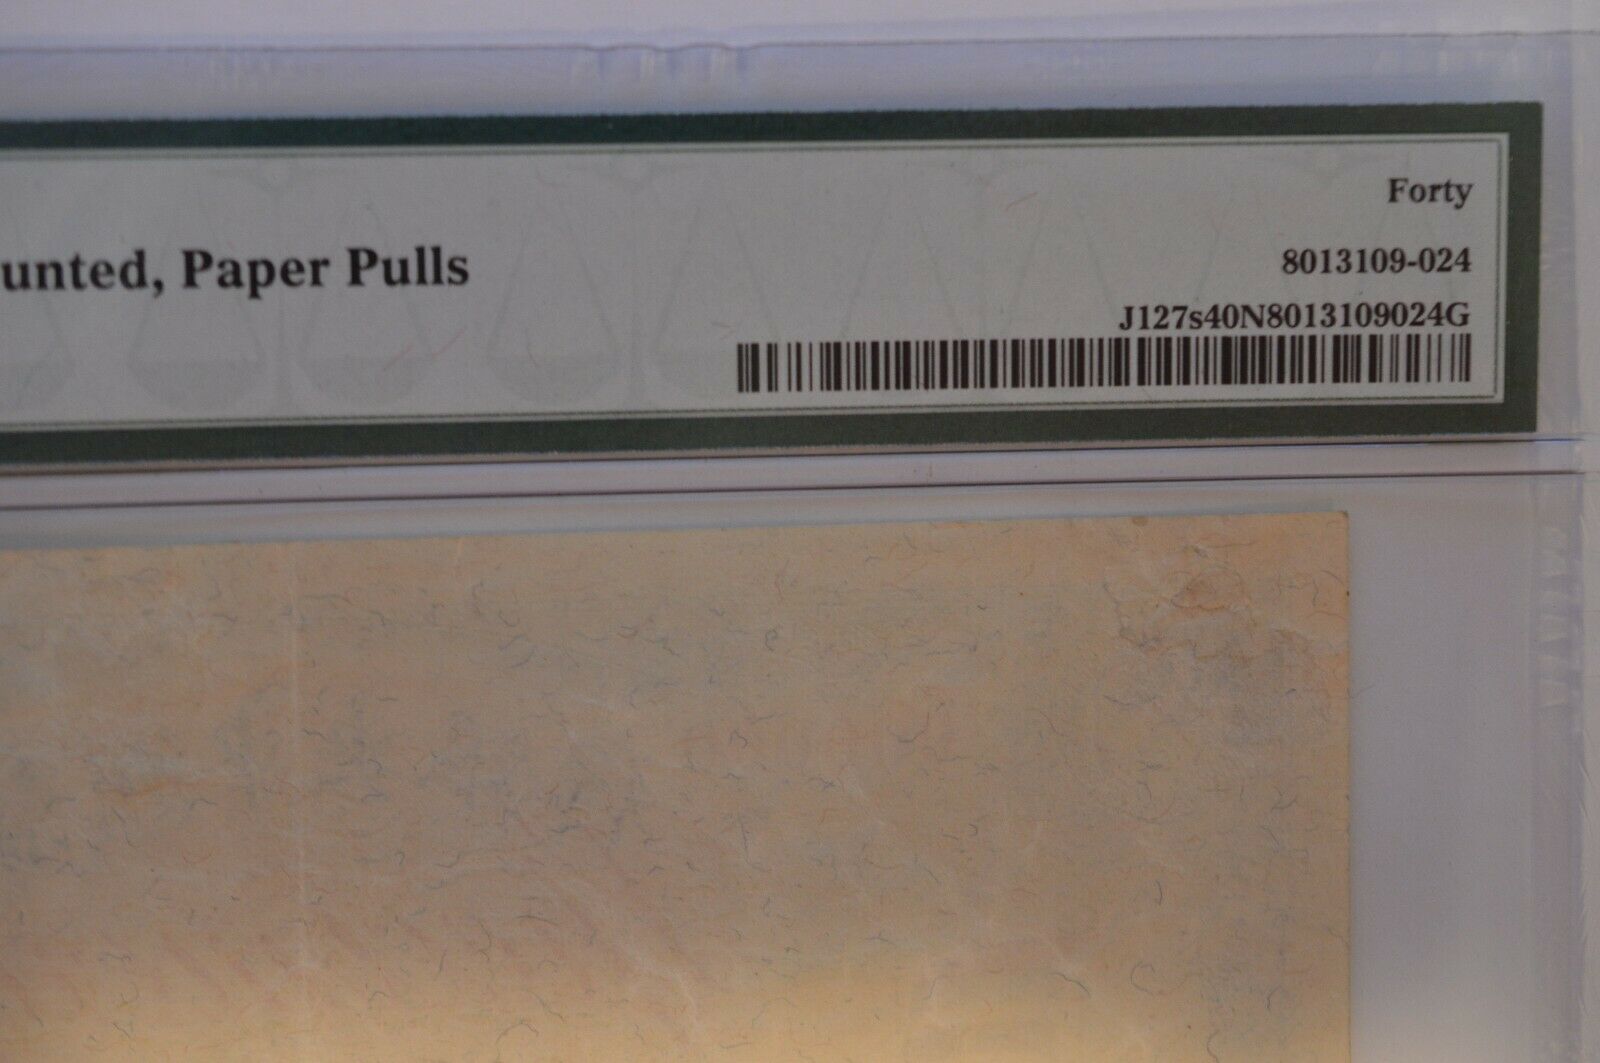 Forty
unted, Paper Pulls
8013109-024
J127s40N8013109024G